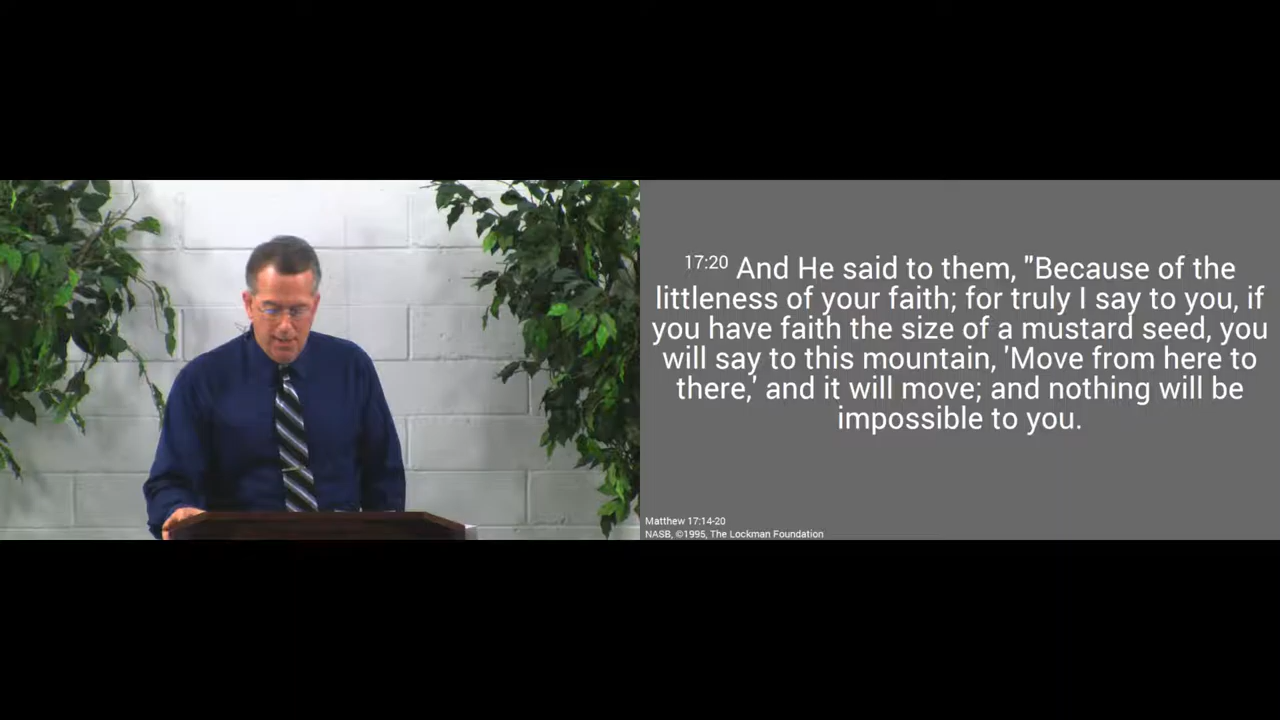 17:20 And He said to them, "Because of the
littleness of your faith; for truly I say to you, if
you have faith the size of a mustard seed, you
will say to this mountain, 'Move from here to
there,' and it will move; and nothing will be
impossible to you.
Matthew 17:14-20
NASB, ©1995, The Lockman Foundation